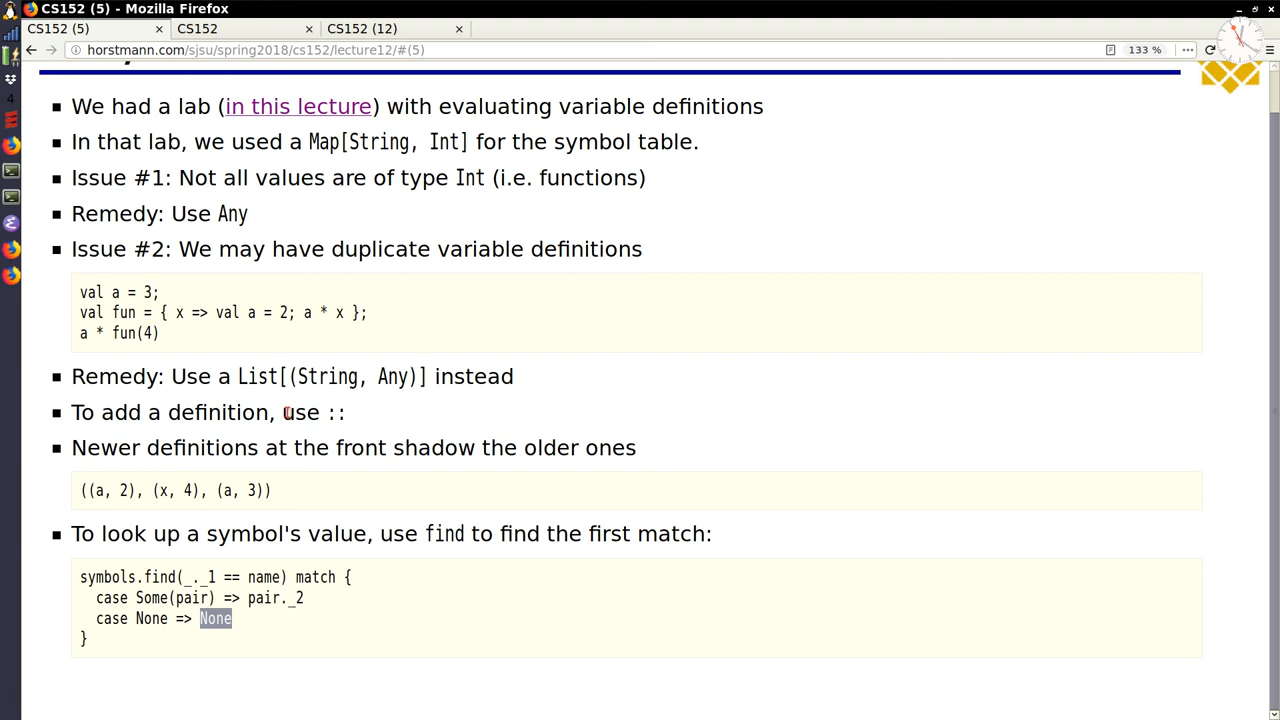 CS152 (5) - Mozilla Firefox
CS152 (5)
CS152
CS152 (12)
horstmann.com/sjsu/spring2018/cs152/lecture12/#(5)
133 %
We had a lab (in this lecture) with evaluating variable definitions
In that lab, we used a Map[String, Int] for the symbol table.
Issue #1: Not all values are of type Int (i.e. functions)
Remedy: Use Any
Issue #2: We may have duplicate variable definitions
val a = 3;
val fun = { x => val a = 2; a * x };
a * fun(4)
Remedy: Use a List[(String, Any)] instead
To add a definition, use ::
Newer definitions at the front shadow the older ones
((a, 2), (x, 4), (a, 3))
To look up a symbol's value, use find to find the first match:
symbols.find(_._1 == name) match {
case Some(pair) => pair._2
case None => None
}
4